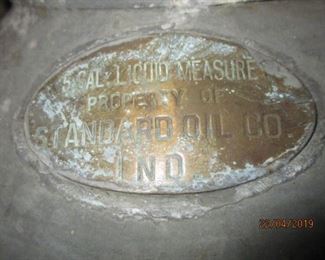 5 GAL. LIQUID MEASURE
PROPERTY OF
STANDARD OIL CO.
IND.
22/04/2019